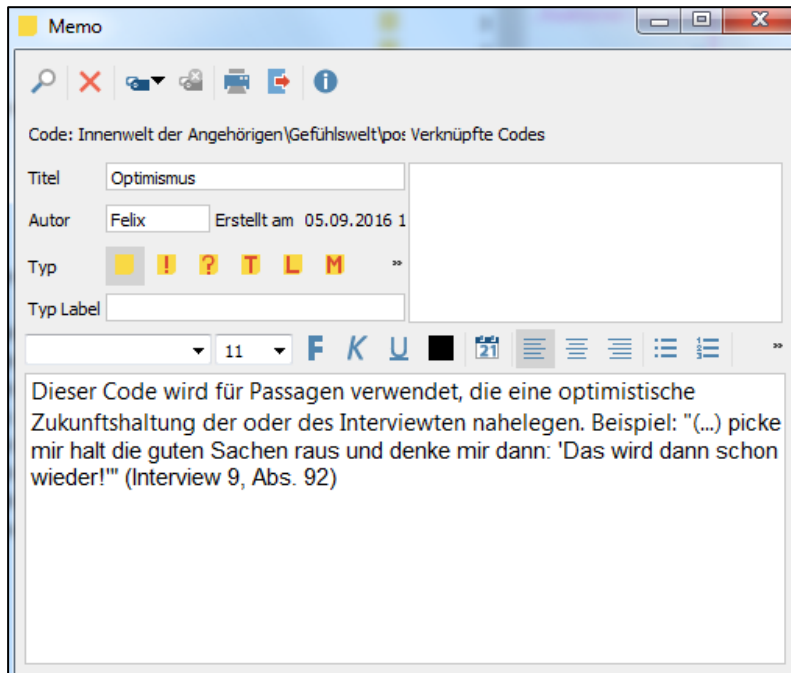 Memo
Code: Innenwelt der Angehörigen\Gefühlswelt\pos Verknüpfte Codes
Titel Optimismus
Autor Felix Erstellt am 05.09.2016 1
Typ ! ? T L M »
Typ Label
11 F K U 21 »
Dieser Code wird für Passagen verwendet, die eine optimistische
Zukunftshaltung der oder des Interviewten nahelegen. Beispiel: "(...) picke
mir halt die guten Sachen raus und denke mir dann: 'Das wird dann schon
wieder!'" (Interview 9, Abs. 92)